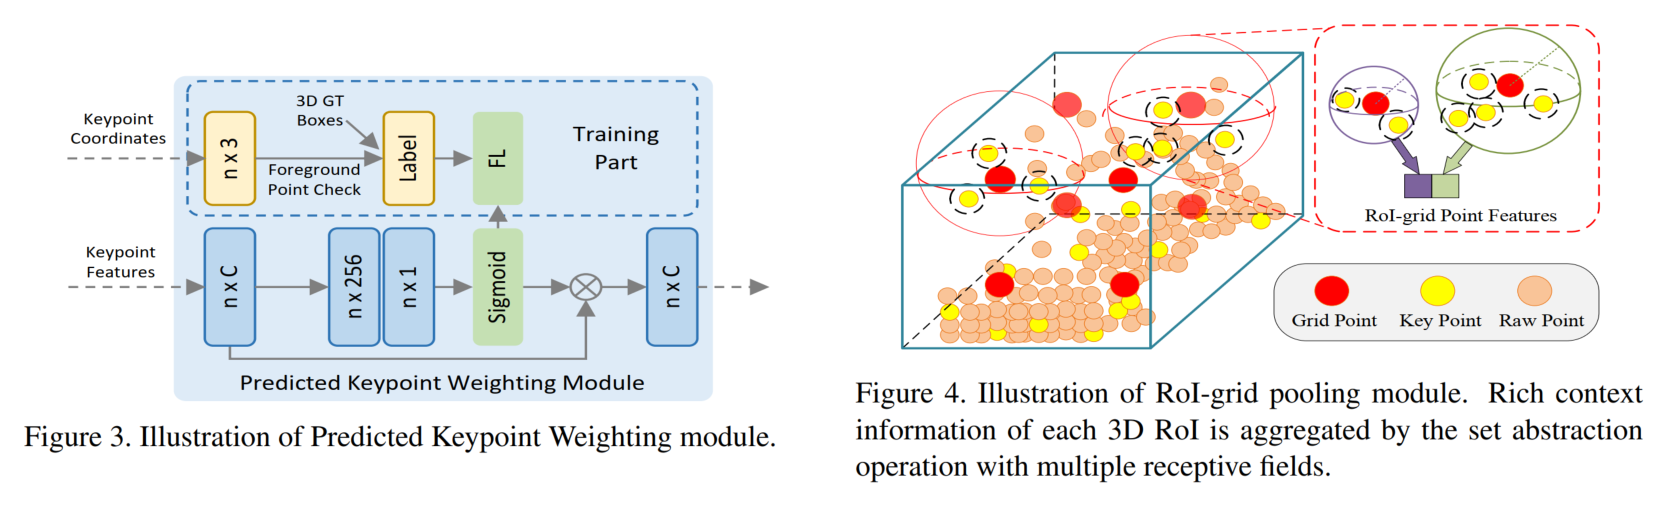 Keypoint
Coordinates
n x 3
3D GT
Boxes
Foreground
Point Check
Label
FL
Training
Part
Keypoint
Features
n x C
n x 256
n x 1
Sigmoid
n x C
Predicted Keypoint Weighting Module
Figure 3. Illustration of Predicted Keypoint Weighting module.
RoI-grid Point Features
Grid Point
Key Point
Raw Point
Figure 4. Illustration of RoI-grid pooling module. Rich context
information of each 3D RoI is aggregated by the set abstraction
operation with multiple receptive fields.